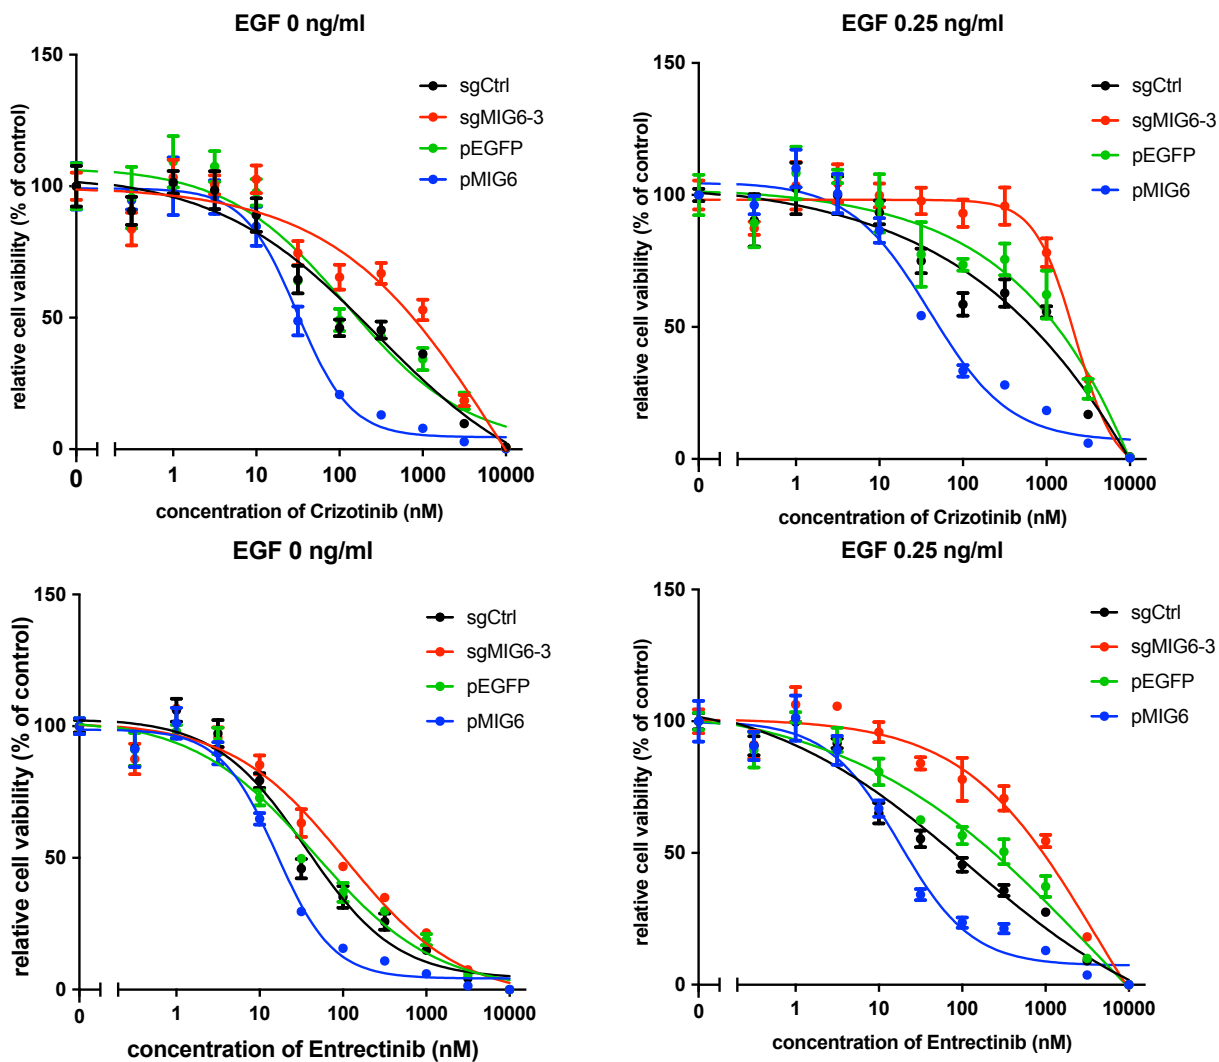 EGF 0 ng/ml
relative cell vaibility (% of control)
150
100
50
0
0 1 10 100 1000 10000
concentration of Crizotinib (nM)
sgCtrl
sgMIG6-3
pEGFP
pMIG6
EGF 0.25 ng/ml
relative cell vaibility (% of control)
150
100
50
0
0 1 10 100 1000 10000
concentration of Crizotinib (nM)
sgCtrl
sgMIG6-3
pEGFP
pMIG6
EGF 0 ng/ml
relative cell vaibility (% of control)
150
100
50
0
0 1 10 100 1000 10000
concentration of Entrectinib (nM)
sgCtrl
sgMIG6-3
pEGFP
pMIG6
EGF 0.25 ng/ml
relative cell vaibility (% of control)
150
100
50
0
0 1 10 100 1000 10000
concentration of Entrectinib (nM)
sgCtrl
sgMIG6-3
pEGFP
pMIG6